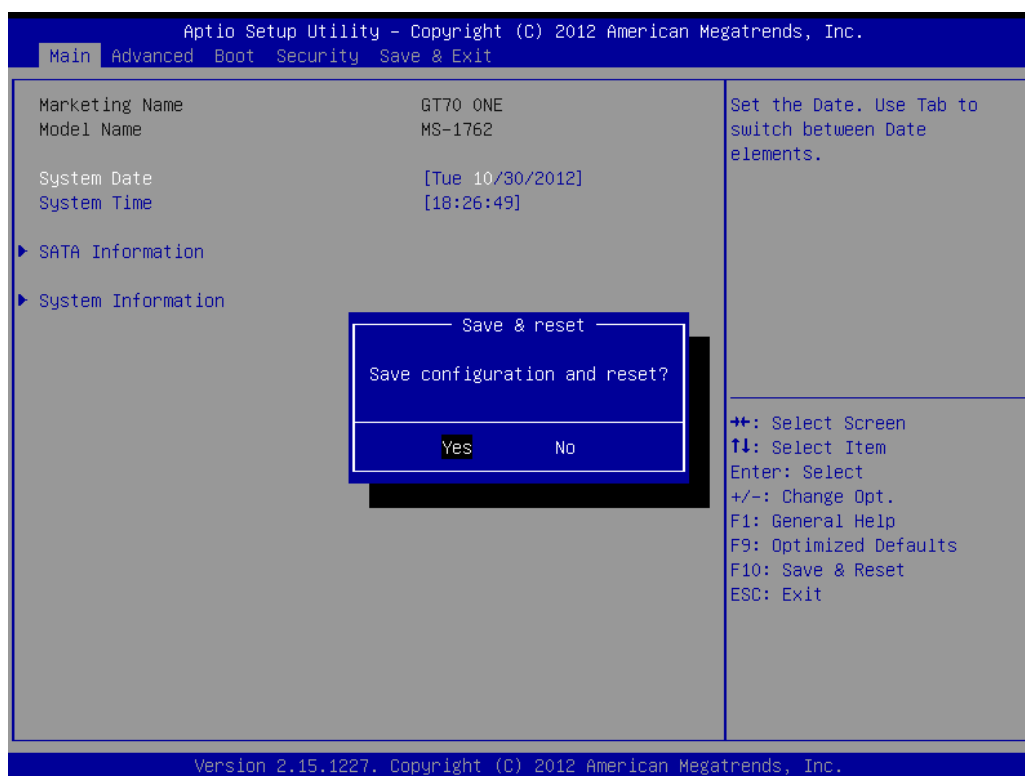 Aptio Setup Utility – Copyright (C) 2012 American Megatrends, Inc.
Main Advanced Boot Security Save & Exit
Marketing Name GT70 ONE
Model Name MS-1762
System Date [Tue 10/30/2012]
System Time [18:26:49]
SATA Information
System Information
Save & reset
Save configuration and reset?
Yes No
Set the Date. Use Tab to
switch between Date
elements.
→←: Select Screen
↑↓: Select Item
Enter: Select
+/-: Change Opt.
F1: General Help
F9: Optimized Defaults
F10: Save & Reset
ESC: Exit
Version 2.15.1227. Copyright (C) 2012 American Megatrends, Inc.